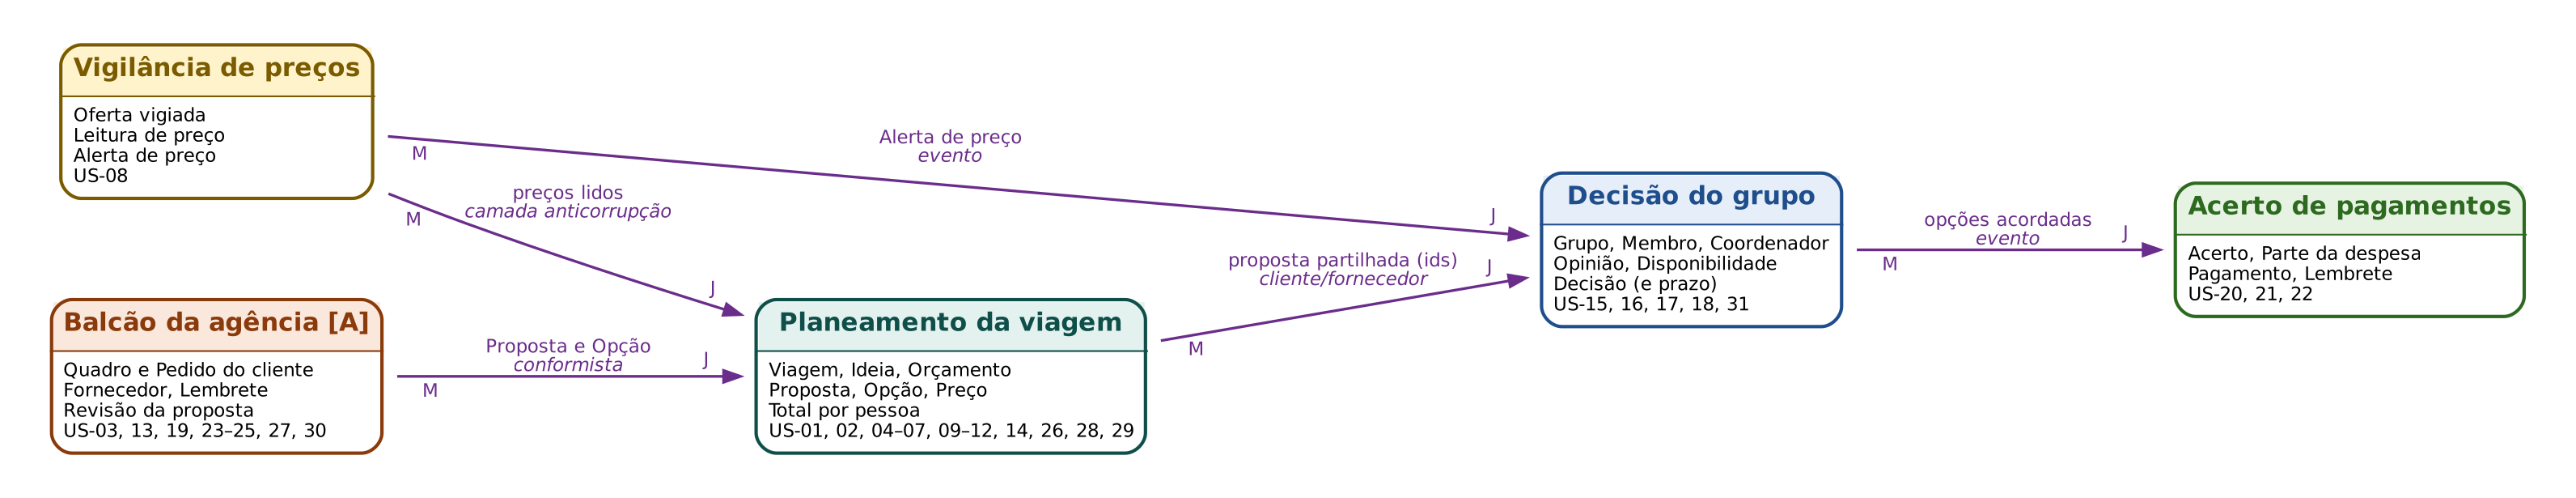 Vigilância de preços
Oferta vigiada
Leitura de preço
Alerta de preço
US-08
M
Alerta de preço
evento
J
M
preços lidos
camada anticorrupção
J
Balcão da agência [A]
Quadro e Pedido do cliente
Fornecedor, Lembrete
Revisão da proposta
US-03, 13, 19, 23–25, 27, 30
M
Proposta e Opção
conformista
J
Planeamento da viagem
Viagem, Ideia, Orçamento
Proposta, Opção, Preço
Total por pessoa
US-01, 02, 04–07, 09–12, 14, 26, 28, 29
M
proposta partilhada (ids)
cliente/fornecedor
J
Decisão do grupo
Grupo, Membro, Coordenador
Opinião, Disponibilidade
Decisão (e prazo)
US-15, 16, 17, 18, 31
M
opções acordadas
evento
J
Acerto de pagamentos
Acerto, Parte da despesa
Pagamento, Lembrete
US-20, 21, 22